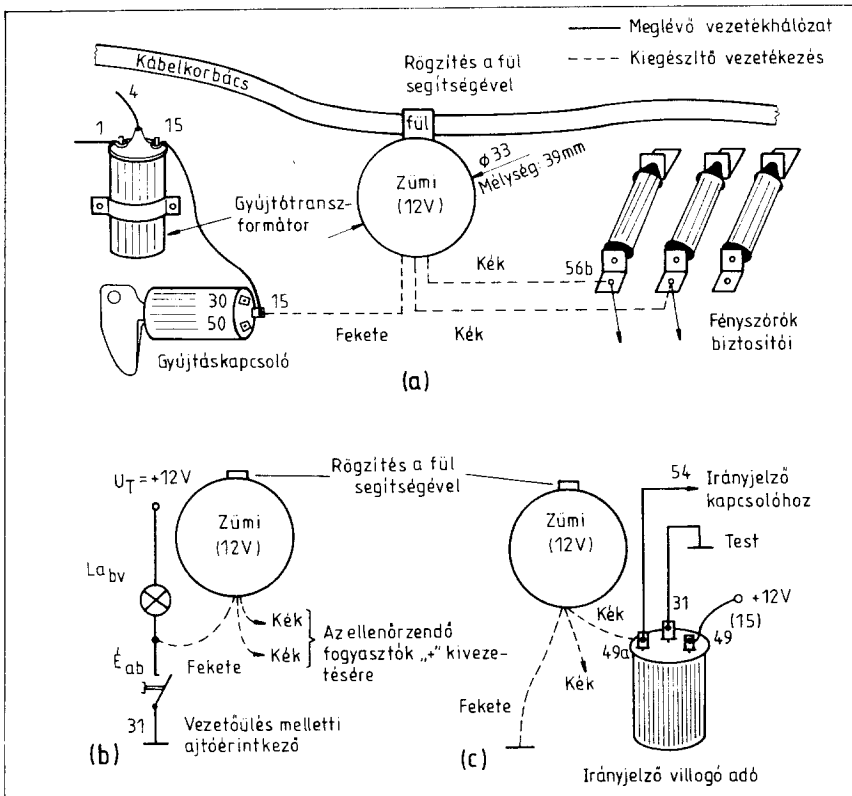 Meglévő vezetékhálózat
Kiegészítő vezetékezés
Kábelkorbács
Rögzítés a fül
segítségével
4
1
15
fül
ϕ 33
Mélység: 39mm
Zümi
(12V)
Gyújtótransz-
formátor
Kék
56b
30
50
15
Fekete
Kék
Gyújtáskapcsoló
Fényszórók
biztosítói
(a)
UT = +12V
Rögzítés a fül
segítségével
Zümi
(12V)
Zümi
(12V)
54
Irányjelző
kapcsolóhoz
Test
Labv
31
+12V
(15)
Kék
Kék
Az ellenőrzendő
fogyasztók „+" kiveze-
tésére
Kék
49a
49
Éab
Fekete
Kék
Fekete
31
Vezetőülés melletti
ajtóérintkező
(b)
(c)
Irányjelző villogó adó